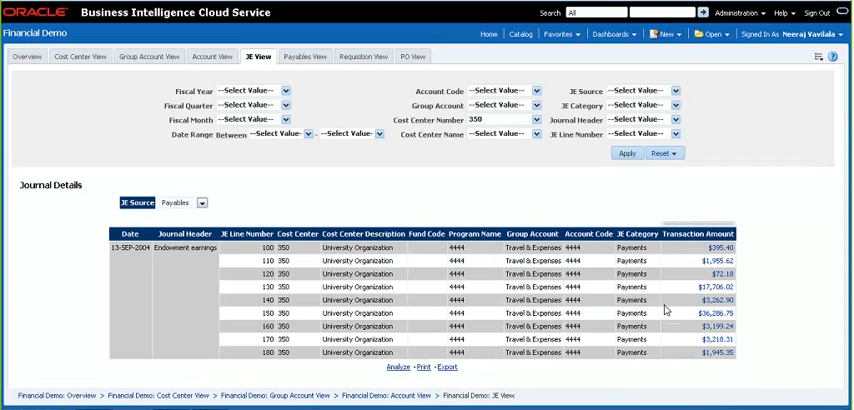 ORACLE Business Intelligence Cloud Service Search All Administration Help Sign Out
Financial Demo Home Catalog Favorites Dashboards New Open Signed In As Neeraj Vavilala
Overview Cost Center View Group Account View Account View JE View Payables View Requisition View PO View
Fiscal Year --Select Value-- Account Code --Select Value-- JE Source --Select Value--
Fiscal Quarter --Select Value-- Group Account --Select Value-- JE Category --Select Value--
Fiscal Month --Select Value-- Cost Center Number 350 Journal Header --Select Value--
Date Range Between --Select Value- - --Select Value- Cost Center Name --Select Value-- JE Line Number --Select Value--
Apply Reset
Journal Details
JE Source Payables
Date Journal Header JE Line Number Cost Center Cost Center Description Fund Code Program Name Group Account Account Code JE Category Transaction Amount
13-SEP-2004 Endowment earnings 100 350 University Organization 4444 Travel & Expenses 4444 Payments $395.40
110 350 University Organization 4444 Travel & Expenses 4444 Payments $1,955.62
120 350 University Organization 4444 Travel & Expenses 4444 Payments $72.18
130 350 University Organization 4444 Travel & Expenses 4444 Payments $17,706.02
140 350 University Organization 4444 Travel & Expenses 4444 Payments $3,262.90
150 350 University Organization 4444 Travel & Expenses 4444 Payments $36,286.75
160 350 University Organization 4444 Travel & Expenses 4444 Payments $3,199.24
170 350 University Organization 4444 Travel & Expenses 4444 Payments $3,218.31
180 350 University Organization 4444 Travel & Expenses 4444 Payments $1,945.35
Analyze - Print - Export
Financial Demo: Overview > Financial Demo: Cost Center View > Financial Demo: Group Account View > Financial Demo: Account View > Financial Demo: JE View